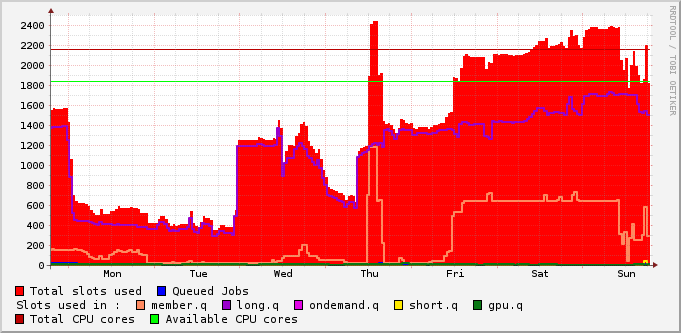 RRDTOOL / TOBI OETIKER
2400
2200
2000
1800
1600
1400
1200
1000
800
600
400
200
0
Mon Tue Wed Thu Fri Sat Sun
Total slots used Queued Jobs
Slots used in : member.q long.q ondemand.q short.q gpu.q
Total CPU cores Available CPU cores